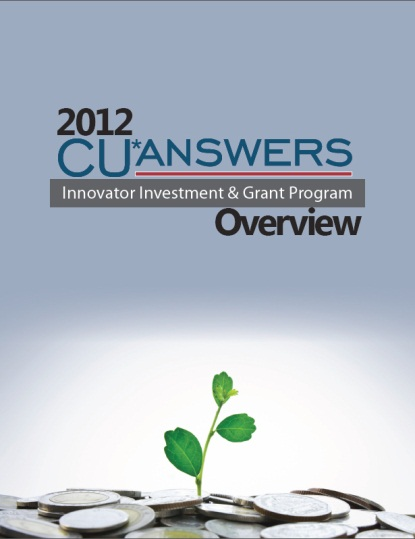 2012
CU*ANSWERS
Innovator Investment & Grant Program
Overview